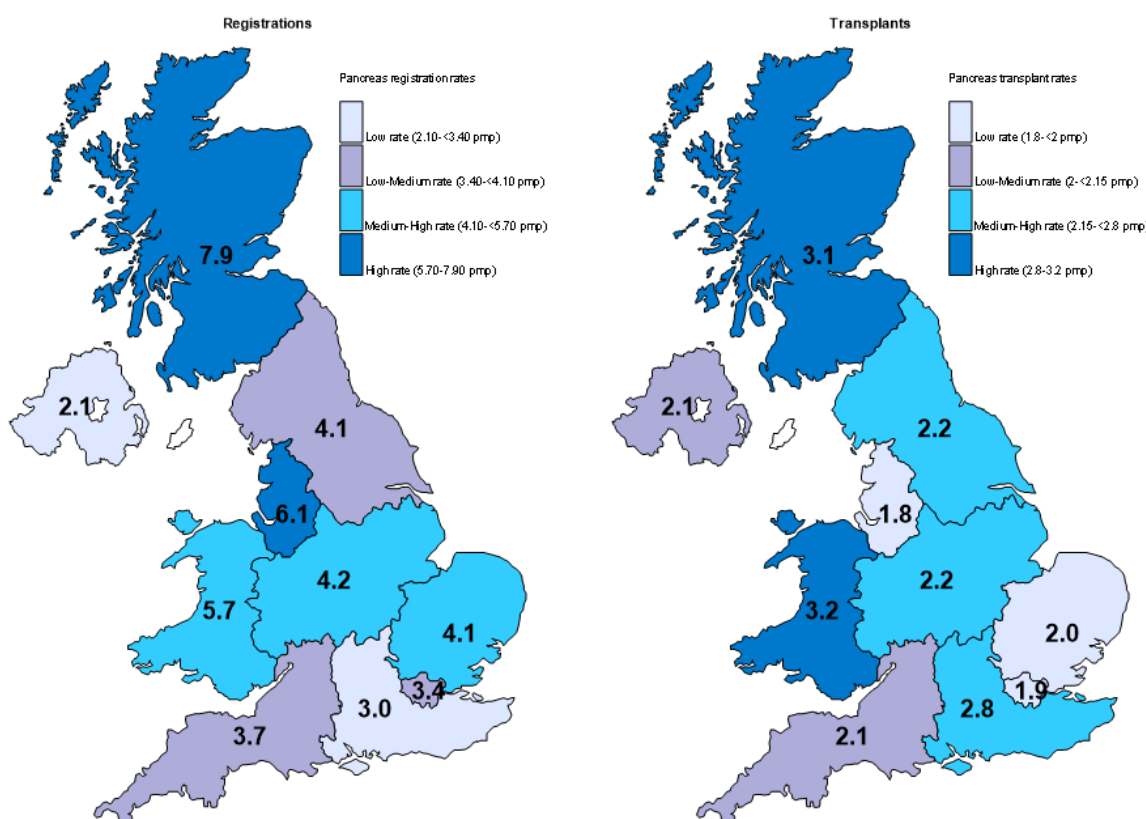 Registrations
Pancreas registration rates
Low rate (2.10-<3.40 pmp)
Low-Medium rate (3.40-<4.10 pmp)
Medium-High rate (4.10-<5.70 pmp)
High rate (5.70-7.90 pmp)
7.9
2.1
4.1
6.1
4.2
5.7
4.1
3.4
3.0
3.7
Transplants
Pancreas transplant rates
Low rate (1.8-<2 pmp)
Low-Medium rate (2-<2.15 pmp)
Medium-High rate (2.15-<2.8 pmp)
High rate (2.8-3.2 pmp)
3.1
2.1
2.2
1.8
2.2
3.2
2.0
1.9
2.8
2.1